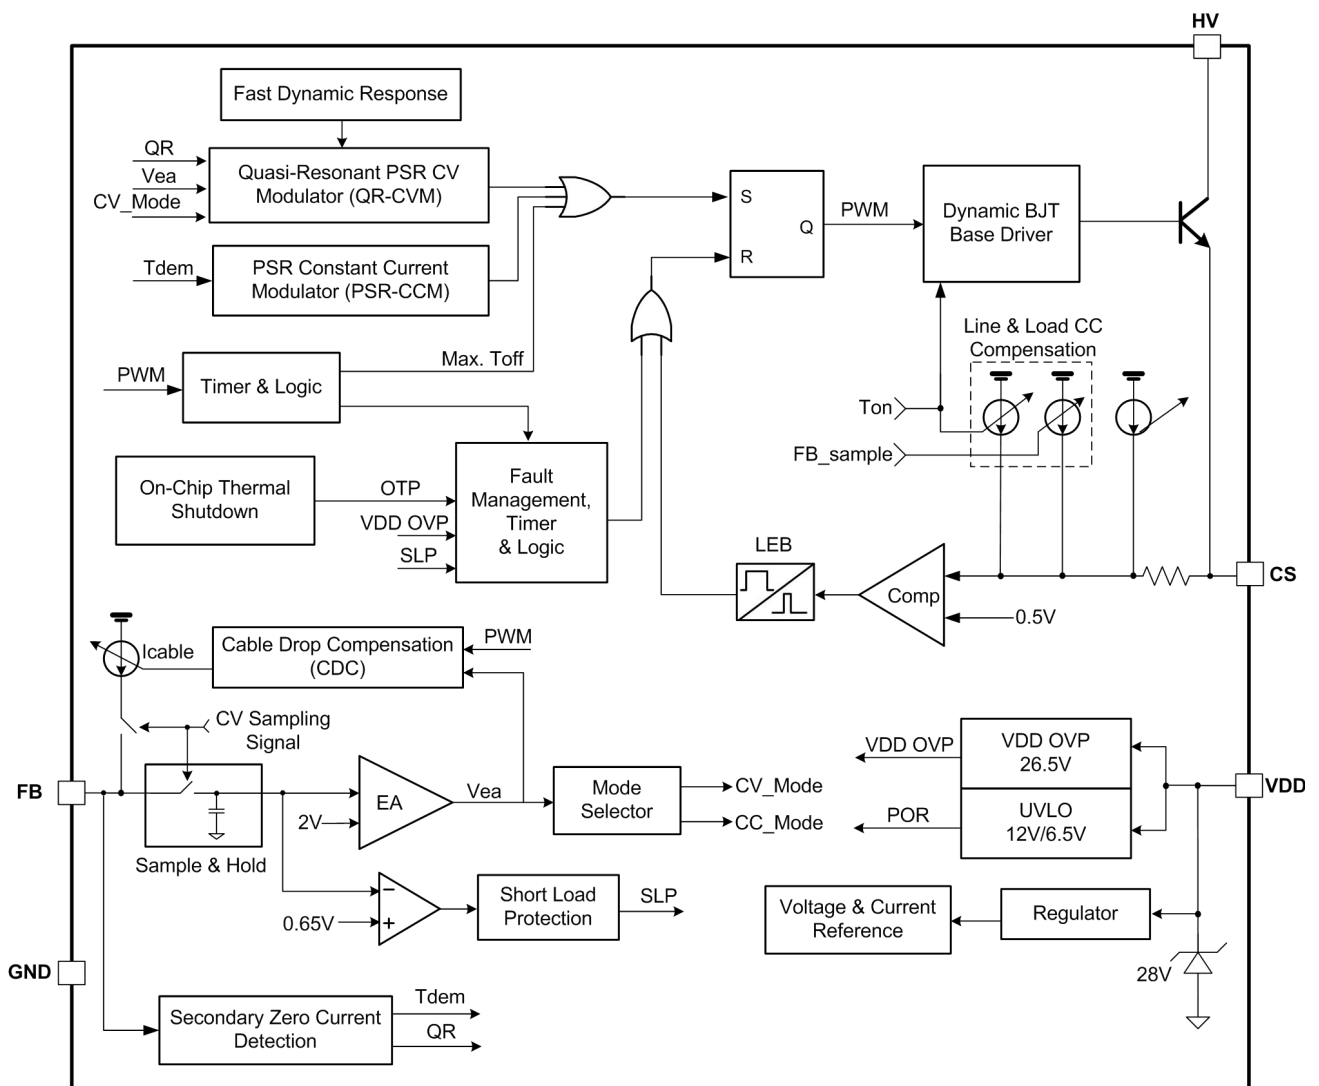 HV
Fast Dynamic Response
QR
Vea
CV_Mode
Quasi-Resonant PSR CV
Modulator (QR-CVM)
Tdem
PSR Constant Current
Modulator (PSR-CCM)
S
R
Q
PWM
Dynamic BJT
Base Driver
Line & Load CC
Compensation
PWM
Timer & Logic
Max. Toff
Ton
FB_sample
On-Chip Thermal
Shutdown
OTP
VDD OVP
SLP
Fault
Management,
Timer
& Logic
LEB
Comp
0.5V
CS
Icable
Cable Drop Compensation
(CDC)
PWM
CV Sampling
Signal
FB
Sample & Hold
2V
EA
Vea
Mode
Selector
CV_Mode
CC_Mode
VDD OVP
POR
VDD OVP
26.5V
UVLO
12V/6.5V
VDD
0.65V
−
+
Short Load
Protection
SLP
Voltage & Current
Reference
Regulator
28V
GND
Secondary Zero Current
Detection
Tdem
QR